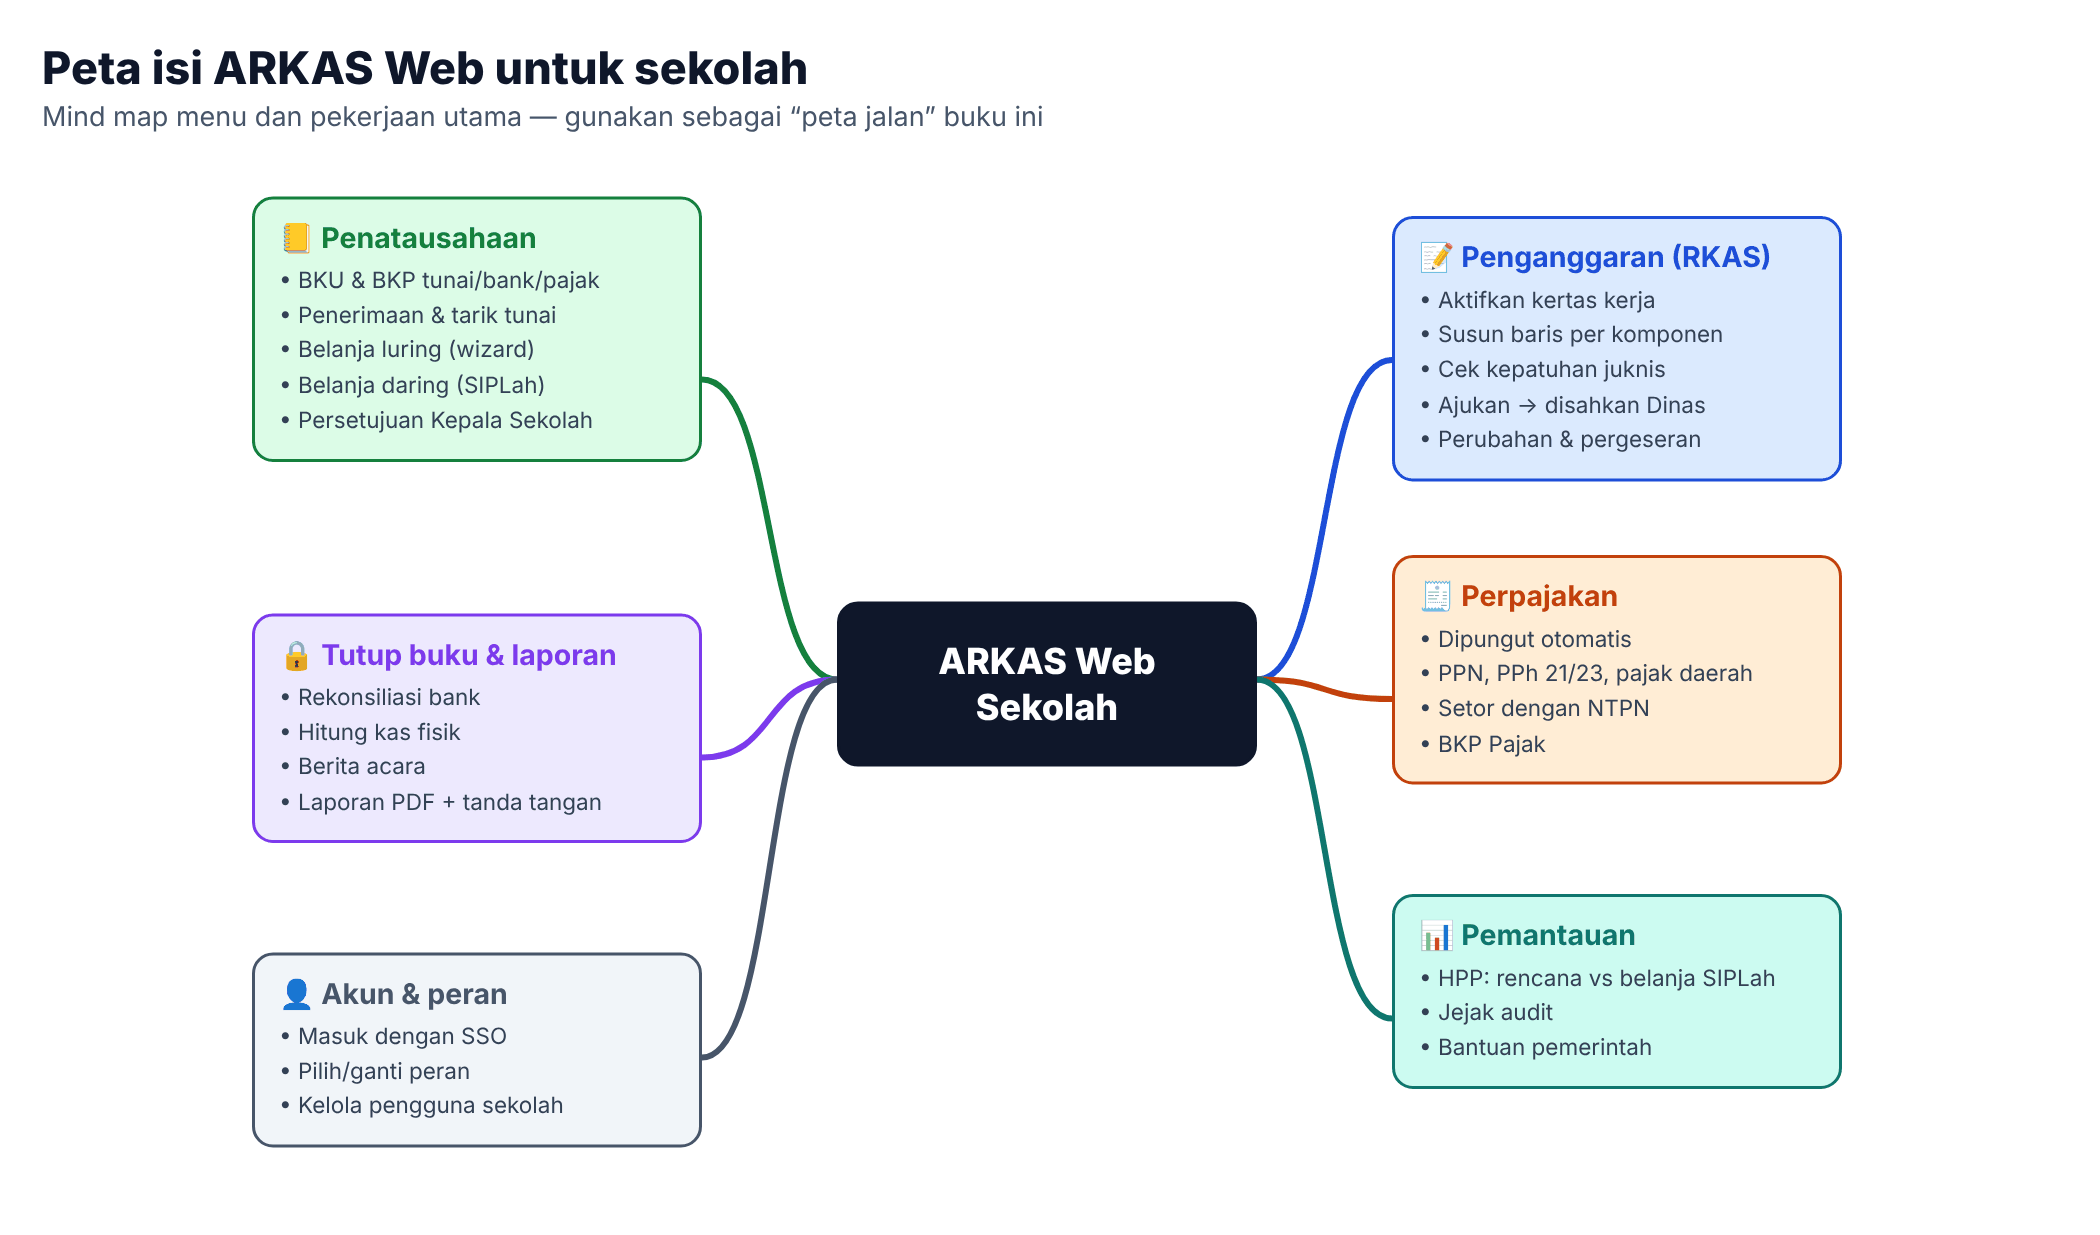 Peta isi ARKAS Web untuk sekolah
Mind map menu dan pekerjaan utama — gunakan sebagai “peta jalan” buku ini
📒 Penatausahaan
• BKU & BKP tunai/bank/pajak
• Penerimaan & tarik tunai
• Belanja luring (wizard)
• Belanja daring (SIPLah)
• Persetujuan Kepala Sekolah
🔒 Tutup buku & laporan
• Rekonsiliasi bank
• Hitung kas fisik
• Berita acara
• Laporan PDF + tanda tangan
👤 Akun & peran
• Masuk dengan SSO
• Pilih/ganti peran
• Kelola pengguna sekolah
ARKAS Web
Sekolah
📝 Penganggaran (RKAS)
• Aktifkan kertas kerja
• Susun baris per komponen
• Cek kepatuhan juknis
• Ajukan → disahkan Dinas
• Perubahan & pergeseran
🧾 Perpajakan
• Dipungut otomatis
• PPN, PPh 21/23, pajak daerah
• Setor dengan NTPN
• BKP Pajak
📊 Pemantauan
• HPP: rencana vs belanja SIPLah
• Jejak audit
• Bantuan pemerintah